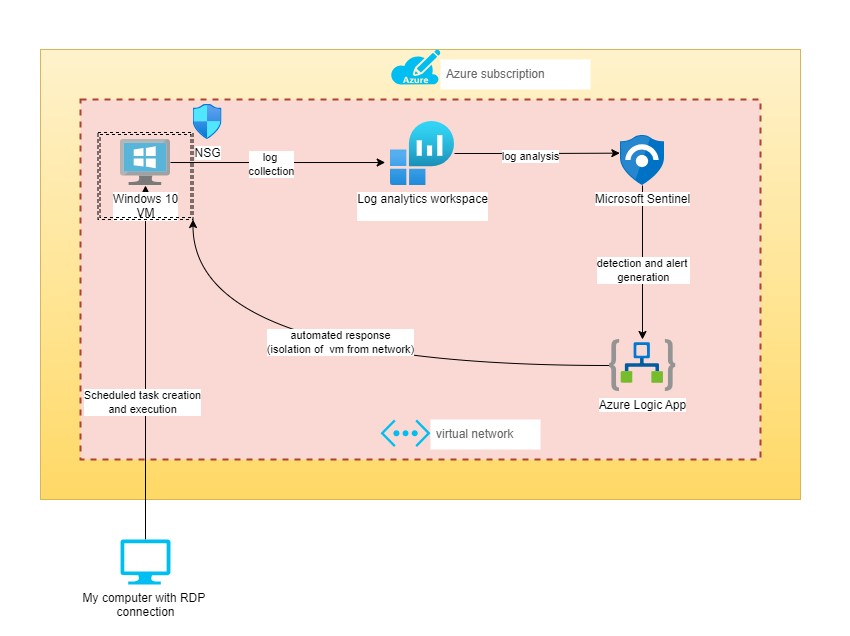 Azure
Azure subscription
NSG
log
collection
log analysis
Windows 10
VM
Log analytics workspace
Microsoft Sentinel
detection and alert
generation
automated response
(isolation of vm from network)
Scheduled task creation
and execution
Azure Logic App
virtual network
My computer with RDP
connection